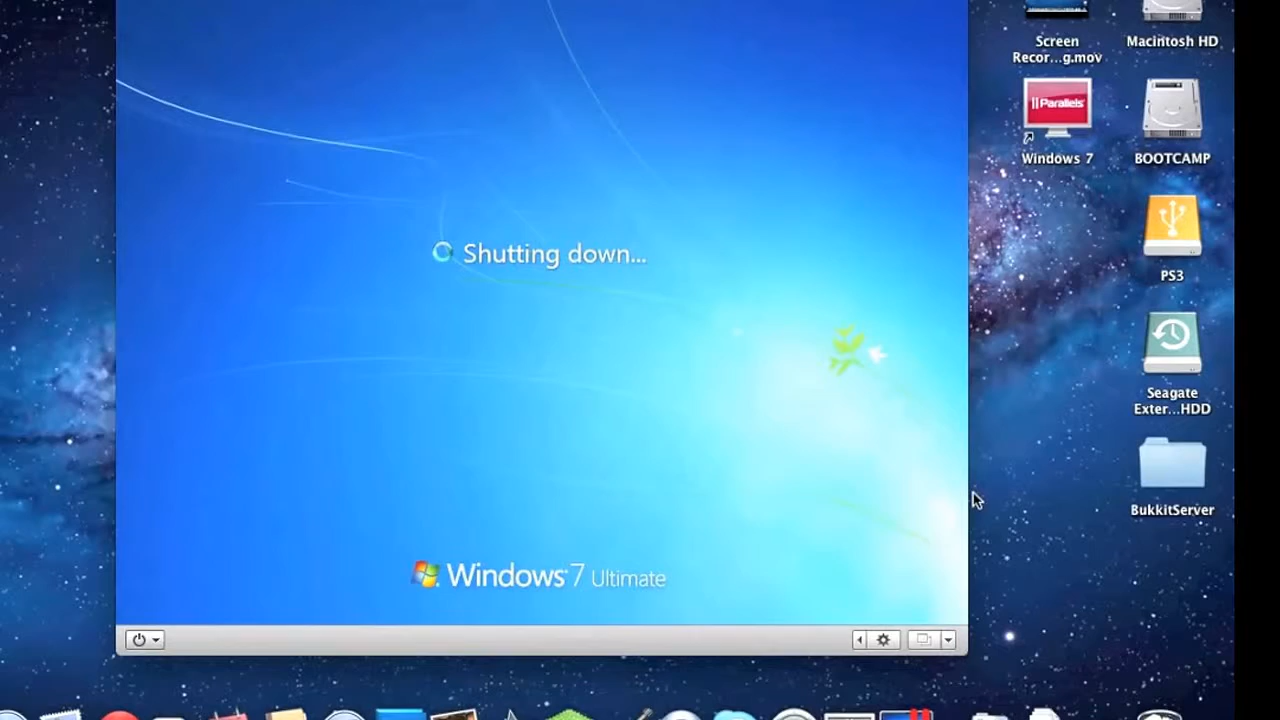 Screen
Recor...g.mov
Macintosh HD
||Parallels
Windows 7
BOOTCAMP
Shutting down...
PS3
Seagate
Exter...HDD
BukkitServer
Windows 7 Ultimate